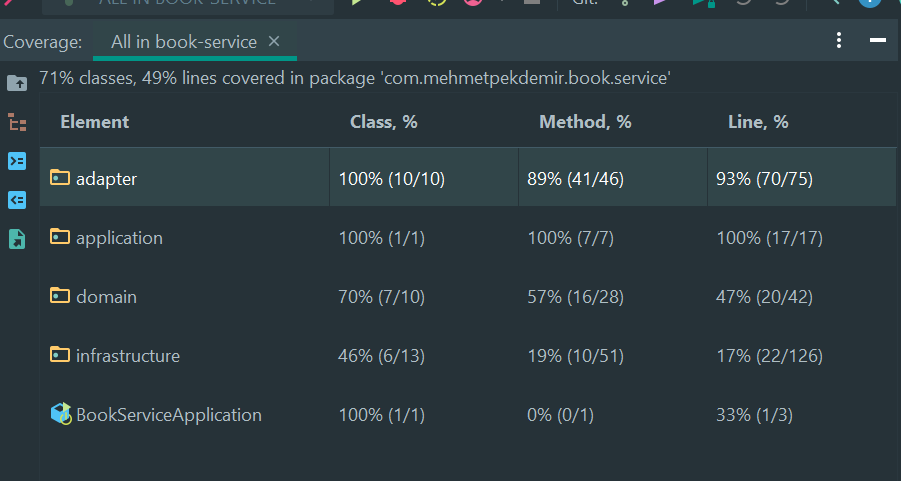 ALL IN BOOK-SERVICE
Git:
Coverage: All in book-service
71% classes, 49% lines covered in package 'com.mehmetpekdemir.book.service'
Element Class, % Method, % Line, %
adapter 100% (10/10) 89% (41/46) 93% (70/75)
application 100% (1/1) 100% (7/7) 100% (17/17)
domain 70% (7/10) 57% (16/28) 47% (20/42)
infrastructure 46% (6/13) 19% (10/51) 17% (22/126)
BookServiceApplication 100% (1/1) 0% (0/1) 33% (1/3)